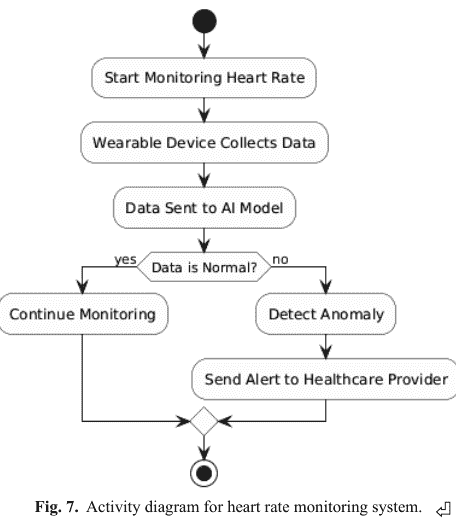 Start Monitoring Heart Rate
Wearable Device Collects Data
Data Sent to AI Model
yes
Data is Normal?
no
Continue Monitoring
Detect Anomaly
Send Alert to Healthcare Provider
Fig. 7. Activity diagram for heart rate monitoring system. ⏎